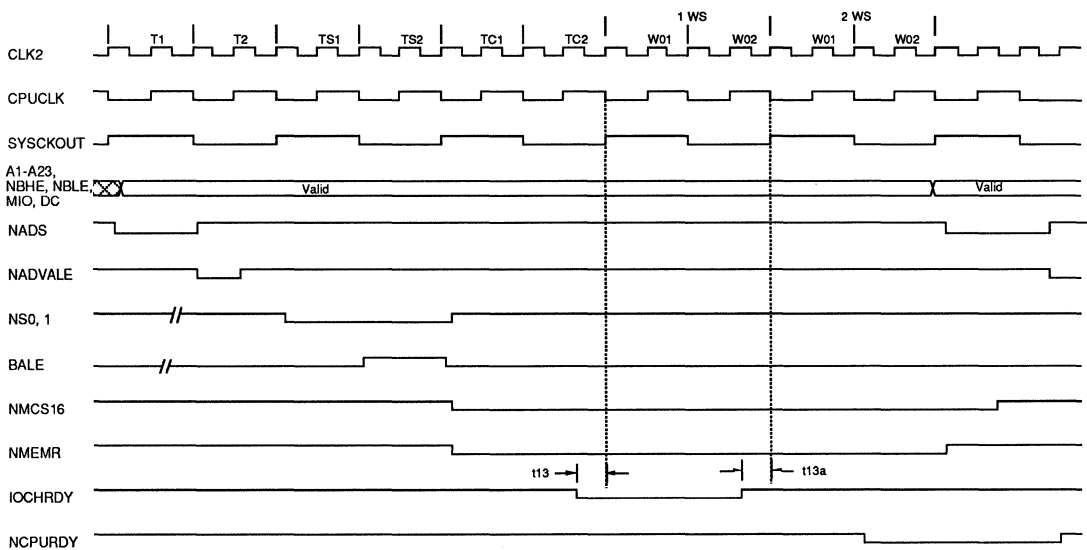 1 WS 2 WS
T1 T2 TS1 TS2 TC1 TC2 W01 W02 W01 W02
CLK2
CPUCLK
SYSCKOUT
A1-A23,
NBHE, NBLE,
MIO, DC
Valid Valid
NADS
NADVALE
NS0, 1
BALE
NMCS16
NMEMR
t13 t13a
IOCHRDY
NCPURDY